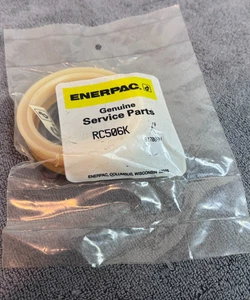 ENERPAC
Genuine
Service Parts
RC506K
ENERPAC, COLUMBUS, WISCONSIN